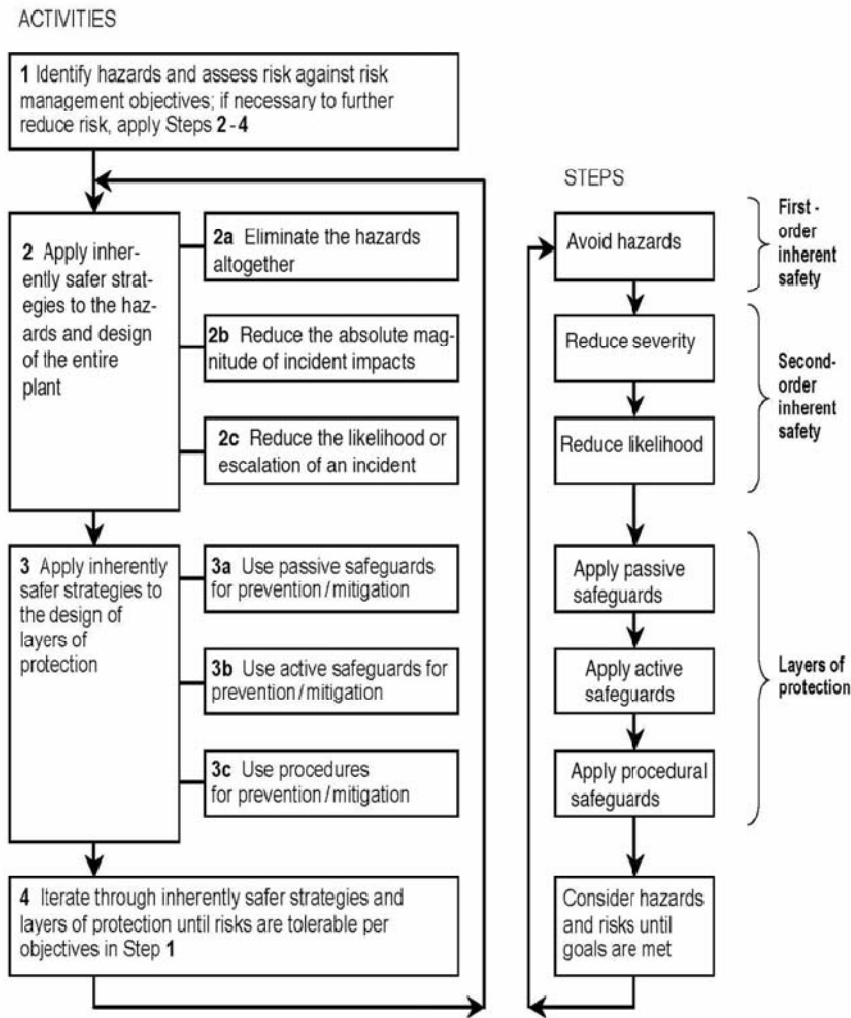 ACTIVITIES
1 Identify hazards and assess risk against risk
management objectives; if necessary to further
reduce risk, apply Steps 2-4
2 Apply inher-
ently safer strat-
egies to the haz-
ards and design
of the entire
plant
2a Eliminate the hazards
altogether
2b Reduce the absolute mag-
nitude of incident impacts
2c Reduce the likelihood or
escalation of an incident
3 Apply inherently
safer strategies to
the design of
layers of
protection
3a Use passive safeguards
for prevention/mitigation
3b Use active safeguards for
prevention/mitigation
3c Use procedures
for prevention/mitigation
4 Iterate through inherently safer strategies and
layers of protection until risks are tolerable per
objectives in Step 1
STEPS
Avoid hazards
Reduce severity
Reduce likelihood
Apply passive
safeguards
Apply active
safeguards
Apply procedural
safeguards
Consider hazards
and risks until
goals are met
First -
order
inherent
safety
Second-
order
inherent
safety
Layers of
protection